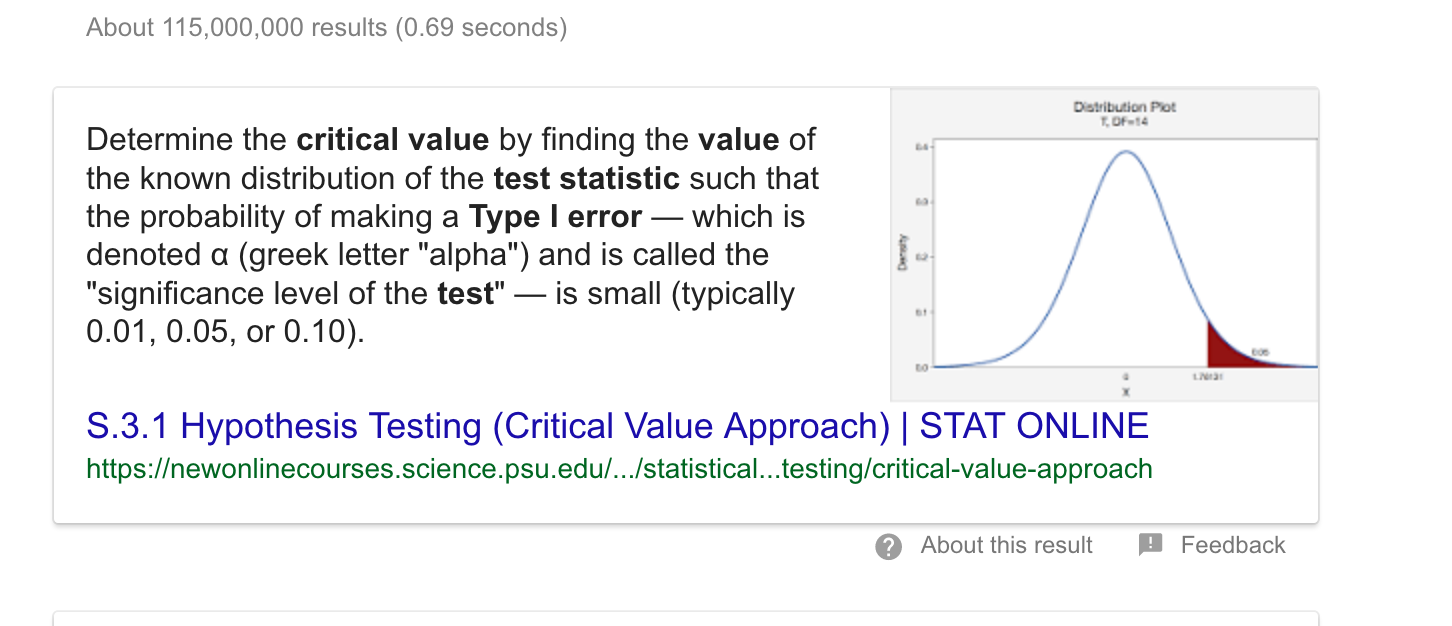 About 115,000,000 results (0.69 seconds)
Determine the critical value by finding the value of
the known distribution of the test statistic such that
the probability of making a Type I error — which is
denoted α (greek letter "alpha") and is called the
"significance level of the test" — is small (typically
0.01, 0.05, or 0.10).
Distribution Plot
T, DF=14
0.4
0.3
Density
0.2
0.1
0.05
0.0
0
1.76131
X
S.3.1 Hypothesis Testing (Critical Value Approach) | STAT ONLINE
https://newonlinecourses.science.psu.edu/.../statistical...testing/critical-value-approach
About this result
Feedback